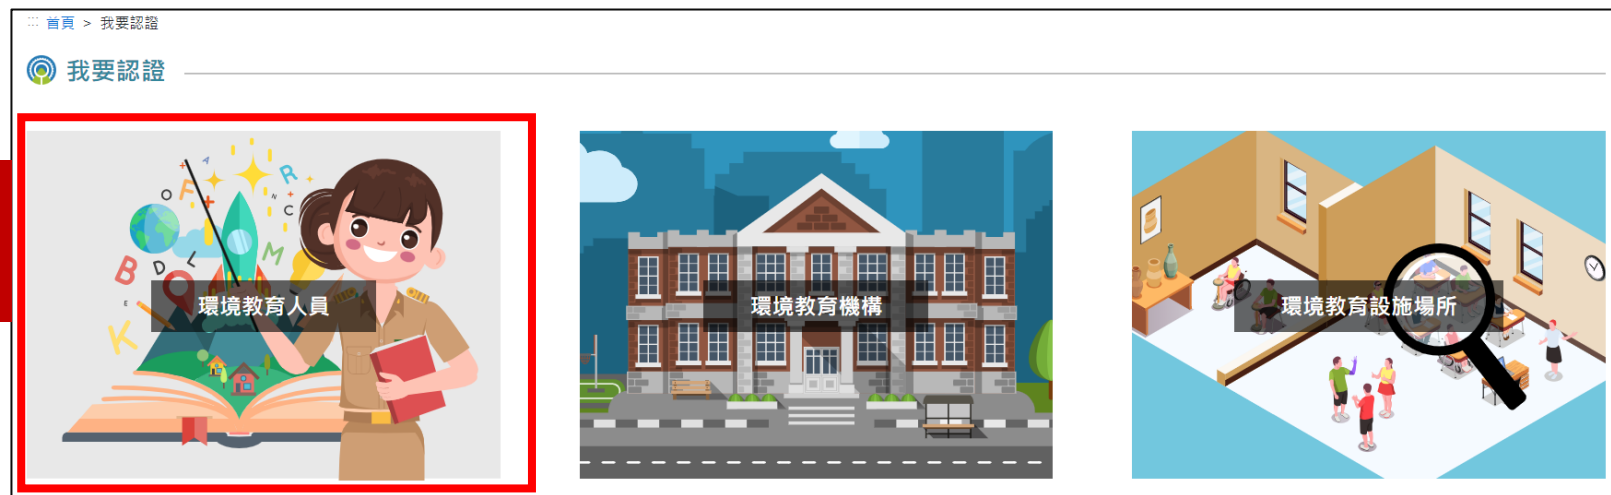 ::: 首頁 > 我要認證
我要認證
環境教育人員
環境教育機構
環境教育設施場所